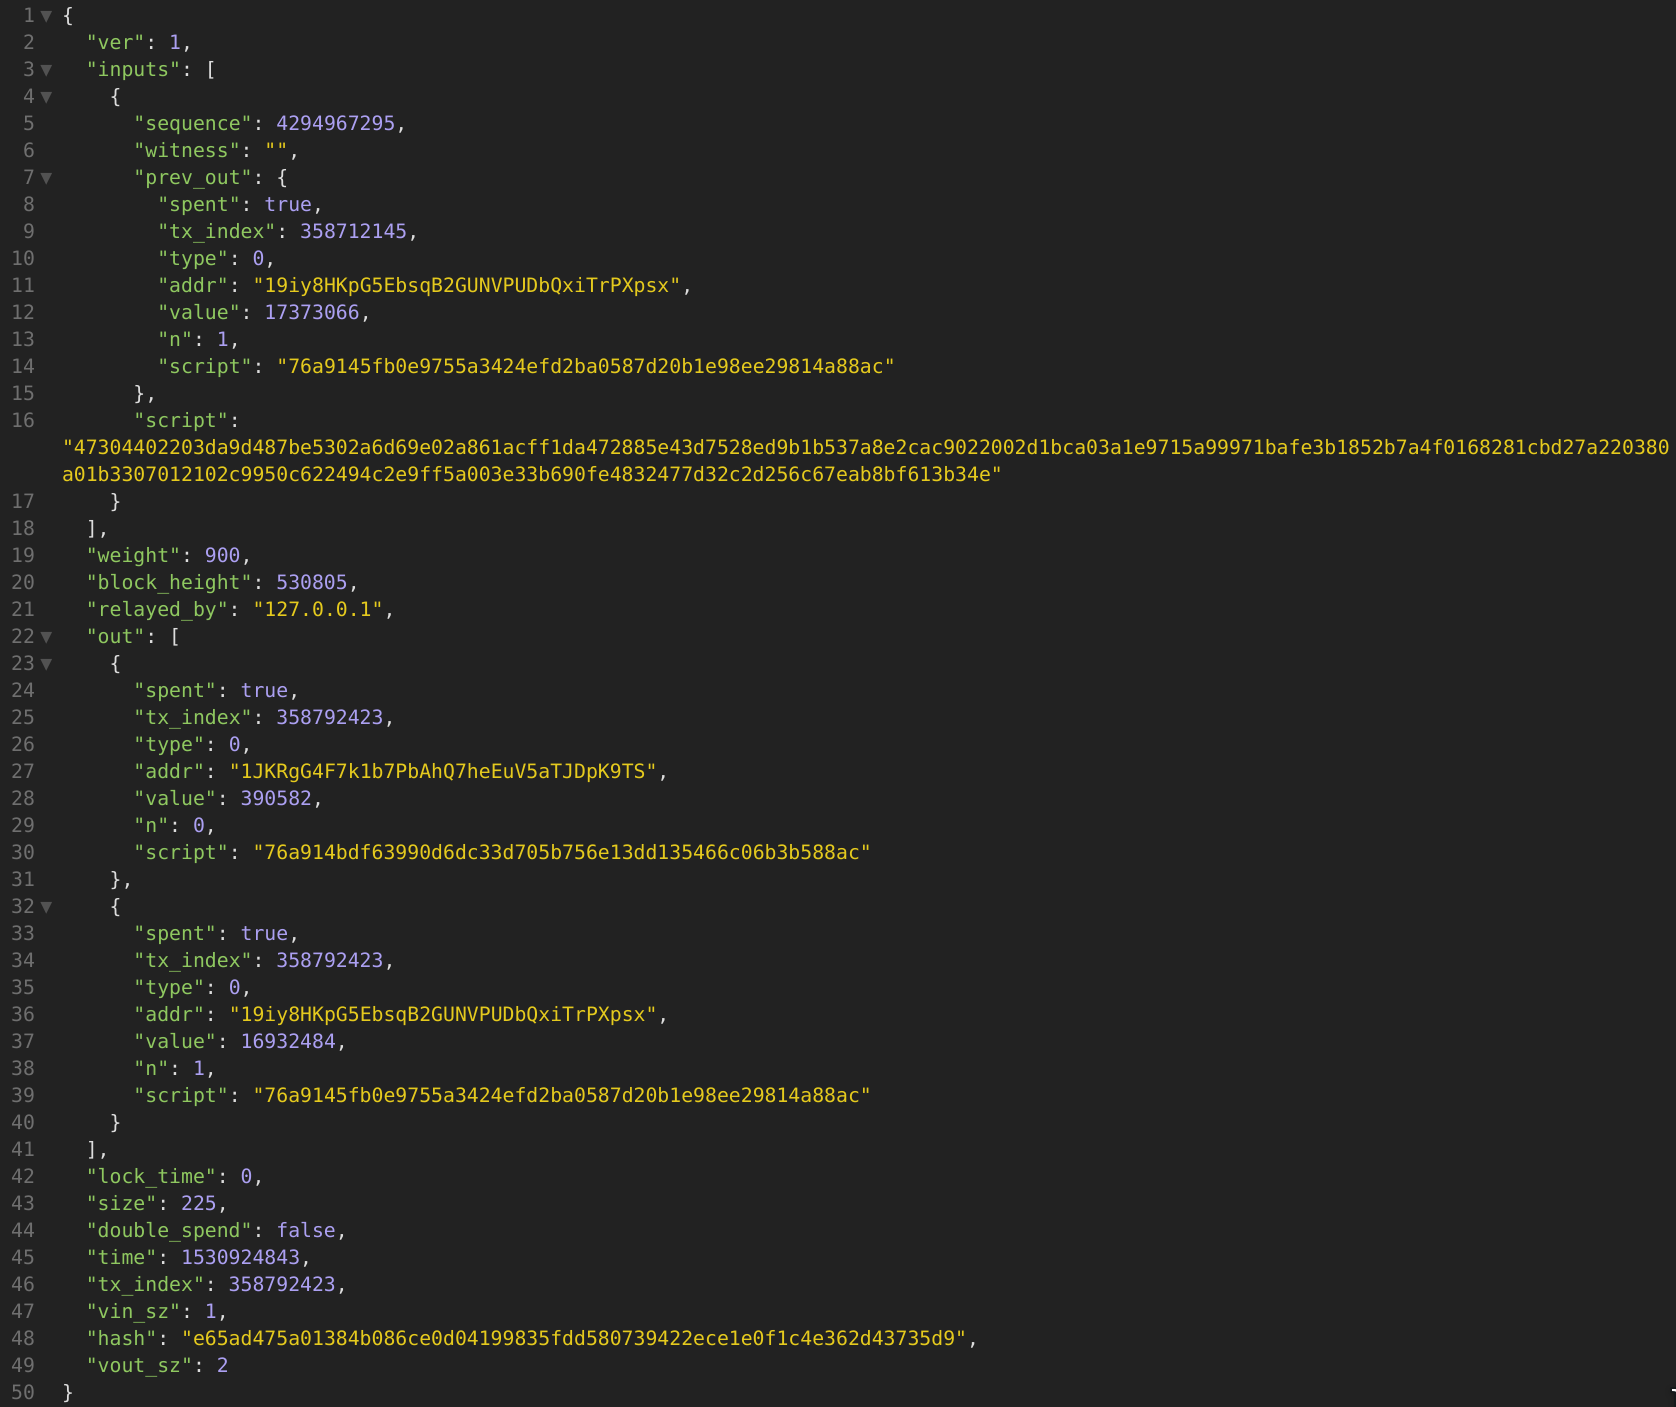 1 ▼ {
2 "ver": 1,
3 ▼ "inputs": [
4 ▼ {
5 "sequence": 4294967295,
6 "witness": "",
7 ▼ "prev_out": {
8 "spent": true,
9 "tx_index": 358712145,
10 "type": 0,
11 "addr": "19iy8HKpG5EbsqB2GUNVPUDbQxiTrPXpsx",
12 "value": 17373066,
13 "n": 1,
14 "script": "76a9145fb0e9755a3424efd2ba0587d20b1e98ee29814a88ac"
15 },
16 "script":
"47304402203da9d487be5302a6d69e02a861acff1da472885e43d7528ed9b1b537a8e2cac9022002d1bca03a1e9715a99971bafe3b1852b7a4f0168281cbd27a220380
a01b3307012102c9950c622494c2e9ff5a003e33b690fe4832477d32c2d256c67eab8bf613b34e"
17 }
18 ],
19 "weight": 900,
20 "block_height": 530805,
21 "relayed_by": "127.0.0.1",
22 ▼ "out": [
23 ▼ {
24 "spent": true,
25 "tx_index": 358792423,
26 "type": 0,
27 "addr": "1JKRgG4F7k1b7PbAhQ7heEuV5aTJDpK9TS",
28 "value": 390582,
29 "n": 0,
30 "script": "76a914bdf63990d6dc33d705b756e13dd135466c06b3b588ac"
31 },
32 ▼ {
33 "spent": true,
34 "tx_index": 358792423,
35 "type": 0,
36 "addr": "19iy8HKpG5EbsqB2GUNVPUDbQxiTrPXpsx",
37 "value": 16932484,
38 "n": 1,
39 "script": "76a9145fb0e9755a3424efd2ba0587d20b1e98ee29814a88ac"
40 }
41 ],
42 "lock_time": 0,
43 "size": 225,
44 "double_spend": false,
45 "time": 1530924843,
46 "tx_index": 358792423,
47 "vin_sz": 1,
48 "hash": "e65ad475a01384b086ce0d04199835fdd580739422ece1e0f1c4e362d43735d9",
49 "vout_sz": 2
50 }